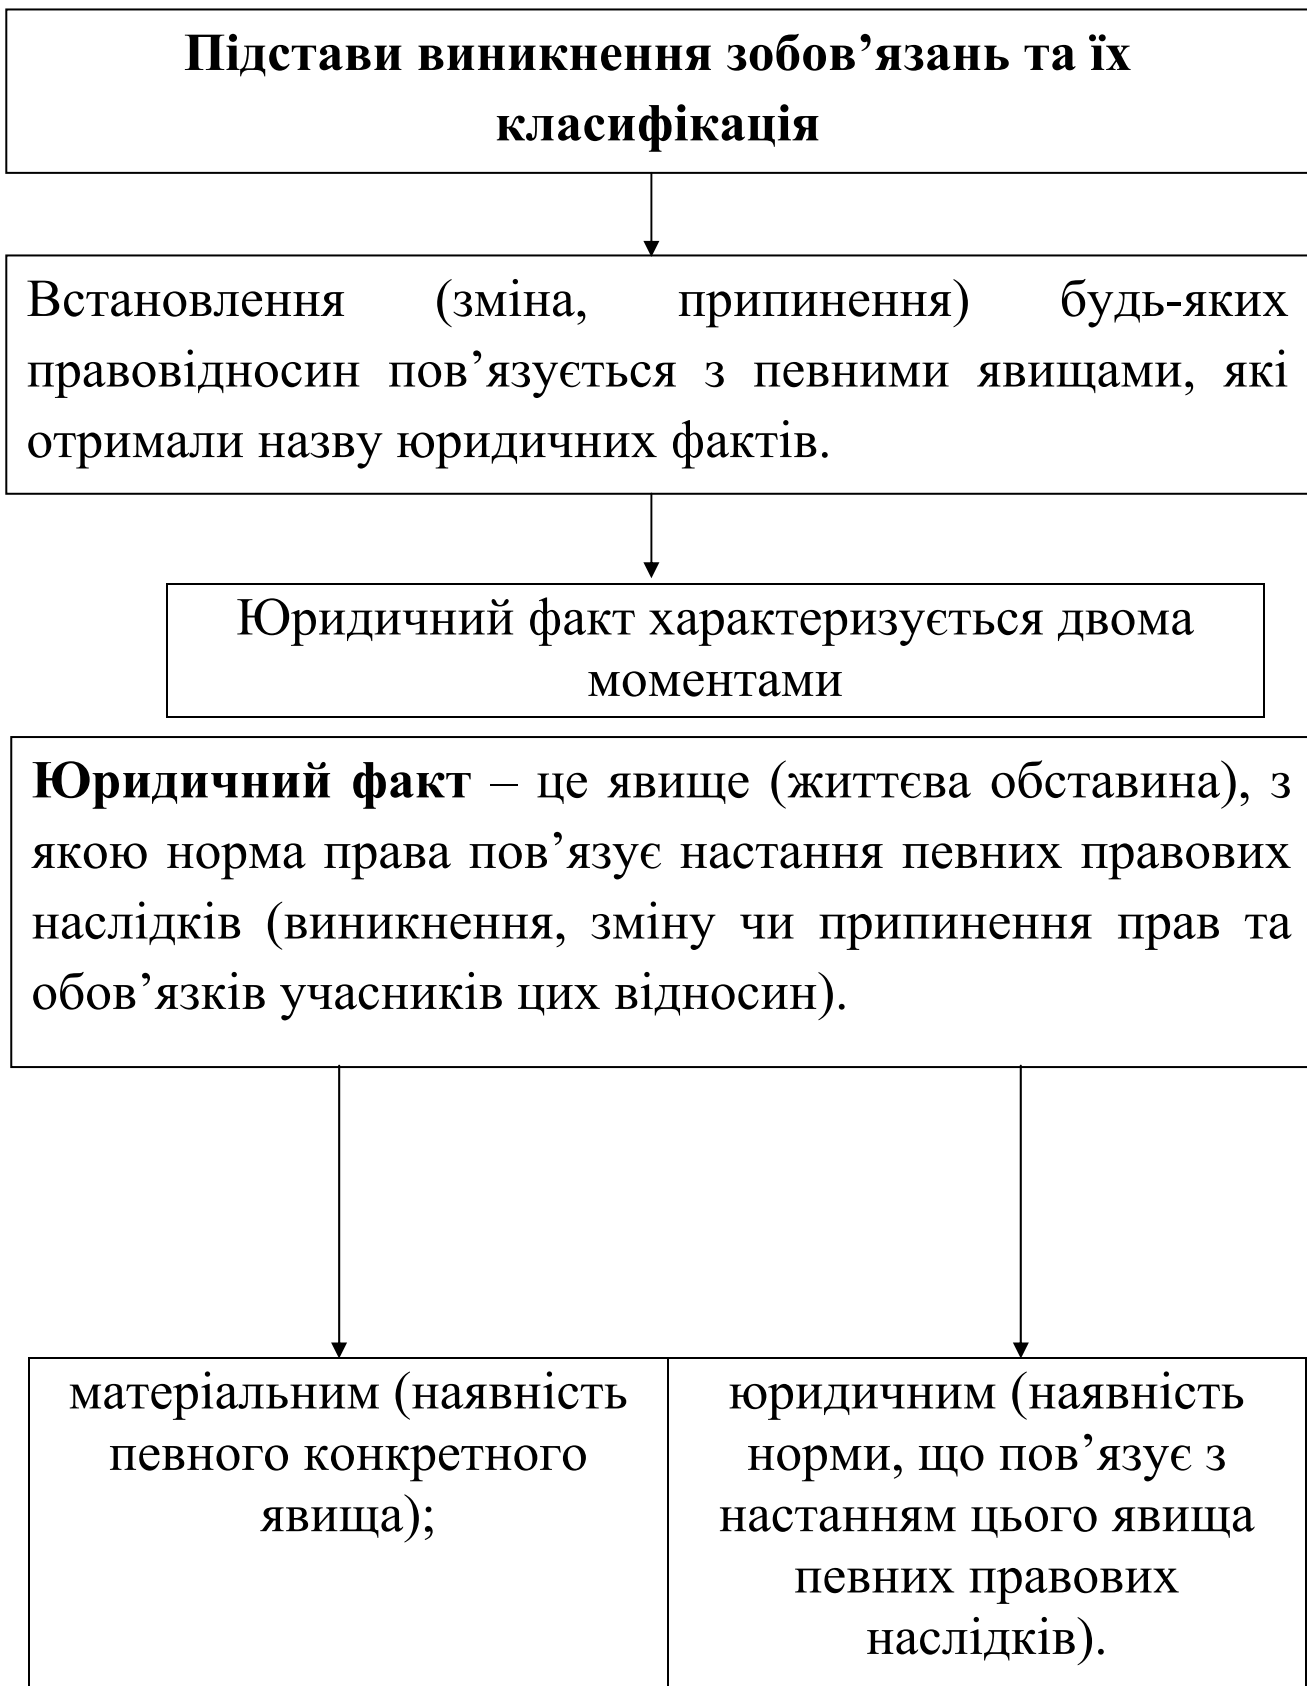 Підстави виникнення зобов’язань та їх
класифікація
Встановлення (зміна, припинення) будь-яких
правовідносин пов’язується з певними явищами, які
отримали назву юридичних фактів.
Юридичний факт характеризується двома
моментами
Юридичний факт – це явище (життєва обставина), з
якою норма права пов’язує настання певних правових
наслідків (виникнення, зміну чи припинення прав та
обов’язків учасників цих відносин).
матеріальним (наявність
певного конкретного
явища);
юридичним (наявність
норми, що пов’язує з
настанням цього явища
певних правових
наслідків).